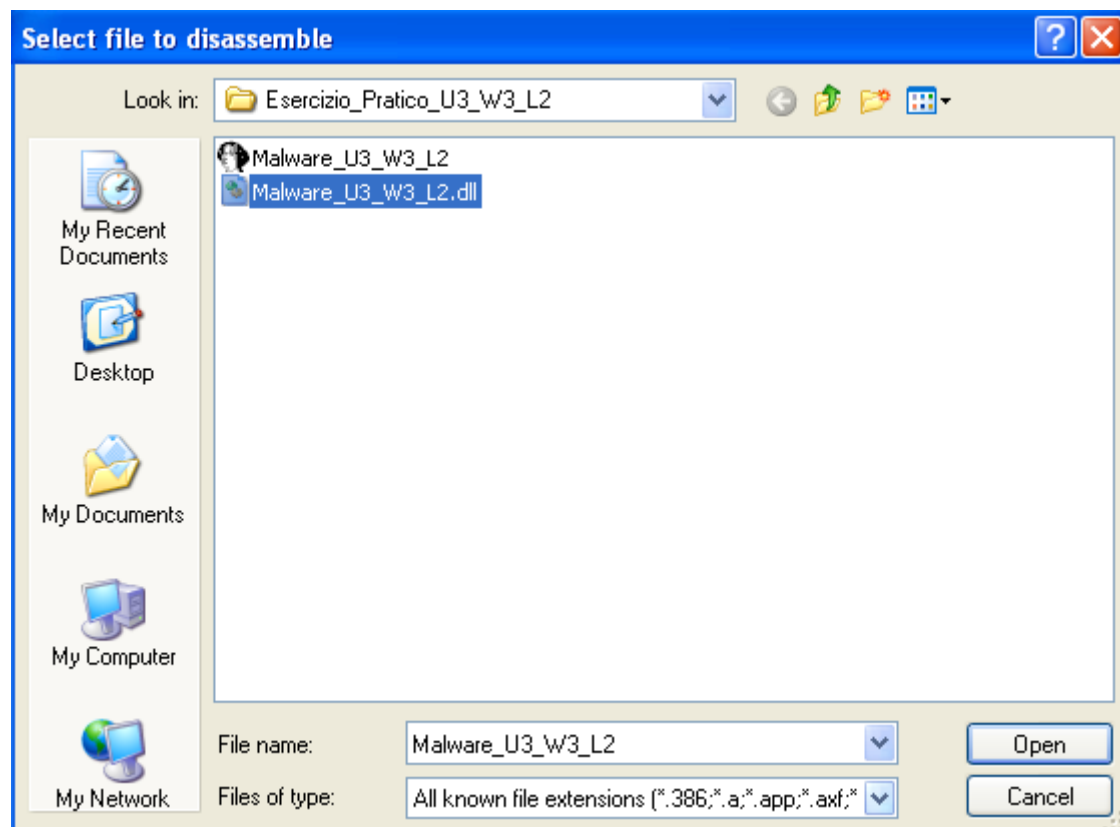 Select file to disassemble
Look in:
Esercizio_Pratico_U3_W3_L2
Malware_U3_W3_L2
Malware_U3_W3_L2.dll
My Recent
Documents
Desktop
My Documents
My Computer
My Network
File name:
Malware_U3_W3_L2
Open
Files of type:
All known file extensions (*.386;*.a;*.app;*.axf;*
Cancel